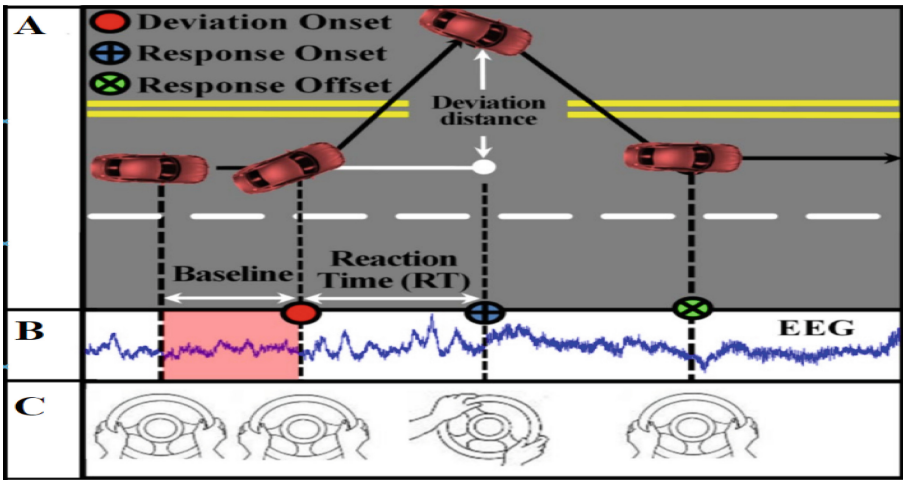 A
Deviation Onset
Response Onset
Response Offset
Deviation
distance
Baseline
Reaction
Time (RT)
B
EEG
C